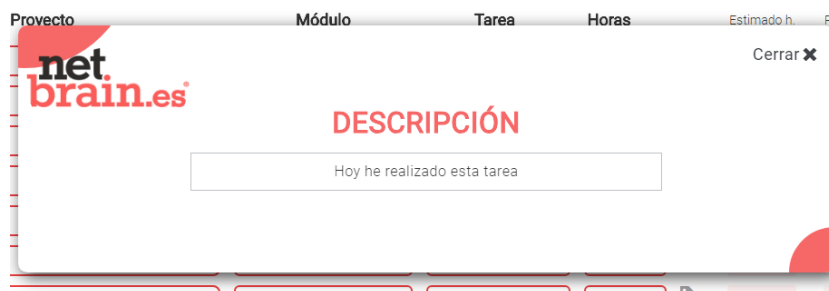 Proyecto Módulo Tarea Horas Estimado h.
Cerrar ✖
net
brain.es
DESCRIPCIÓN
Hoy he realizado esta tarea